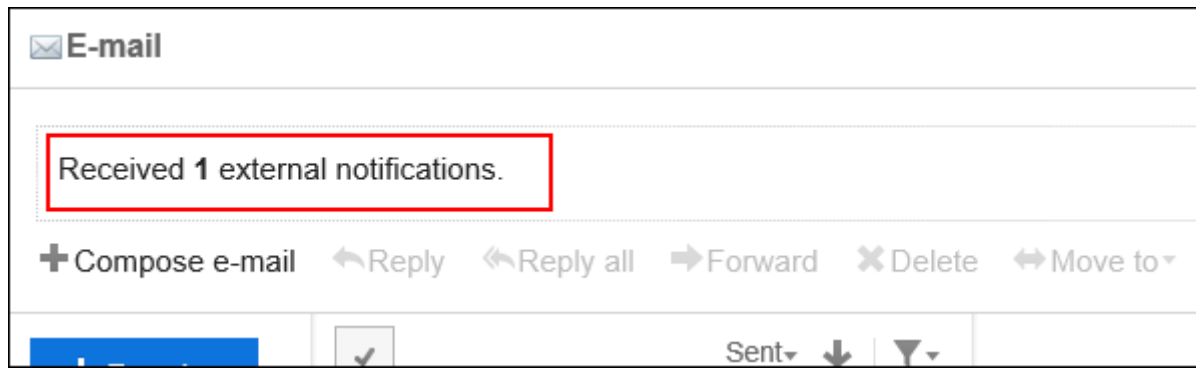 E-mail
Received 1 external notifications.
Compose e-mail Reply Reply all Forward Delete Move to
Sent